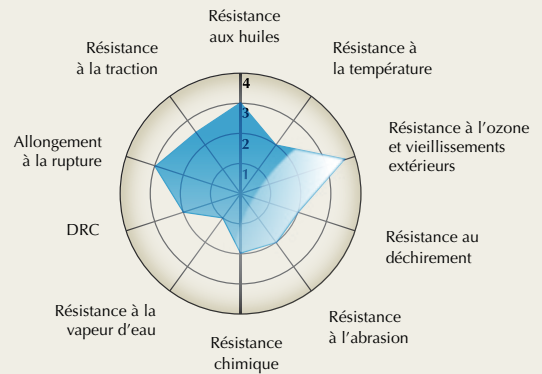 Résistance
aux huiles
Résistance à
la température
Résistance à l'ozone
et vieillissements
extérieurs
Résistance au
déchirement
Résistance
à l'abrasion
Résistance
chimique
Résistance à la
vapeur d'eau
DRC
Allongement
à la rupture
Résistance
à la traction
4
3
2
1